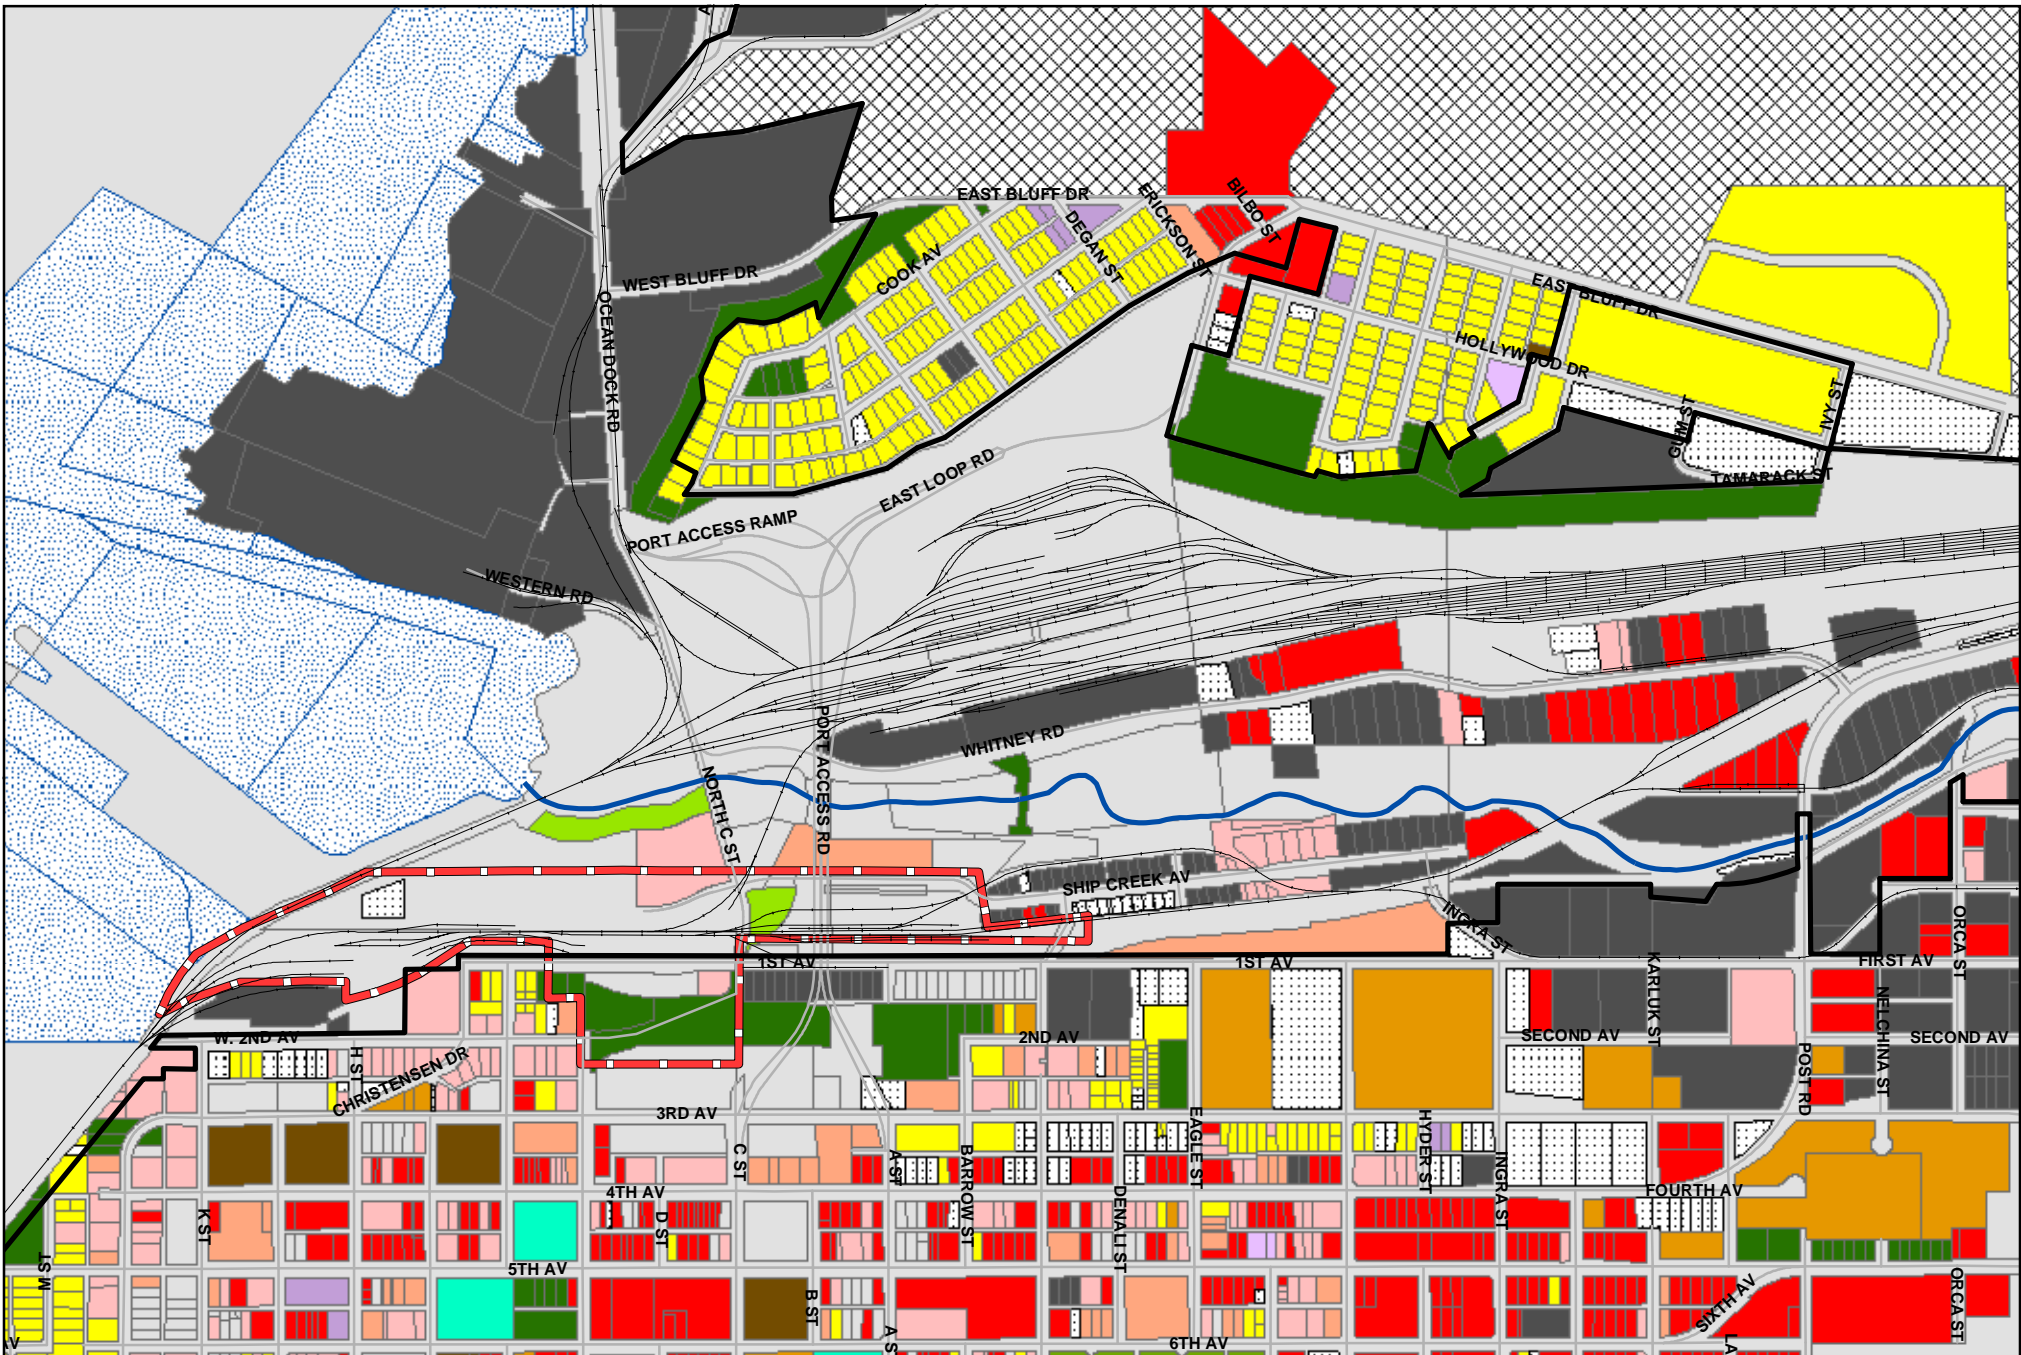 A
EAST BLUFF DR
ERICKSON ST
BILBO ST
DEGAN ST
COOK AV
WEST BLUFF DR
OCEAN DOCK RD
EAST BLUFF DR
HOLLYWOOD DR
IVY ST
GUM ST
TAMARACK ST
EAST LOOP RD
PORT ACCESS RAMP
WESTERN RD
WHITNEY RD
PORT ACCESS RD
NORTH C ST
SHIP CREEK AV
INGRA ST
ORCA ST
1ST AV
1ST AV
FIRST AV
KARLUK ST
NELCHINA ST
W. 2ND AV
2ND AV
SECOND AV
SECOND AV
H ST
CHRISTENSEN DR
POST RD
3RD AV
EAGLE ST
HYDER ST
C ST
A ST
BARROW ST
INGRA ST
4TH AV
FOURTH AV
K ST
D ST
DENALI ST
M ST
5TH AV
B ST
SIXTH AV
ORCA ST
AV
A S
6TH AV
LA